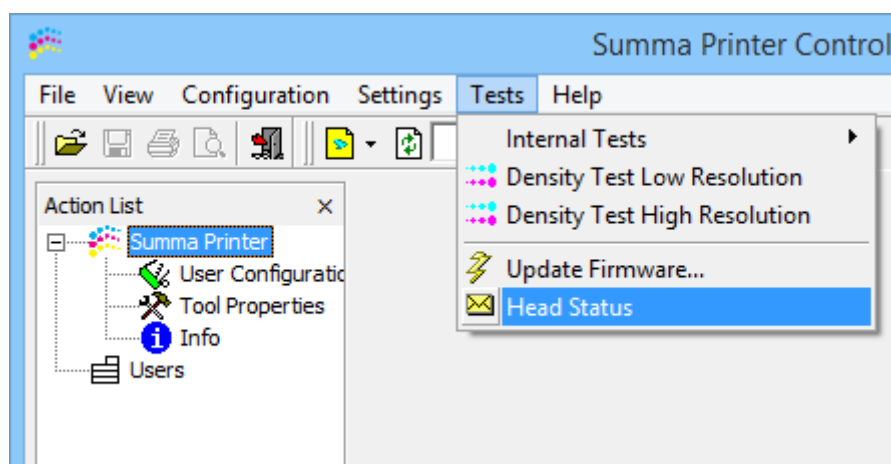 Summa Printer Control
File View Configuration Settings Tests Help
Internal Tests
Density Test Low Resolution
Density Test High Resolution
Update Firmware...
Head Status
Action List
Summa Printer
User Configuratio
Tool Properties
Info
Users